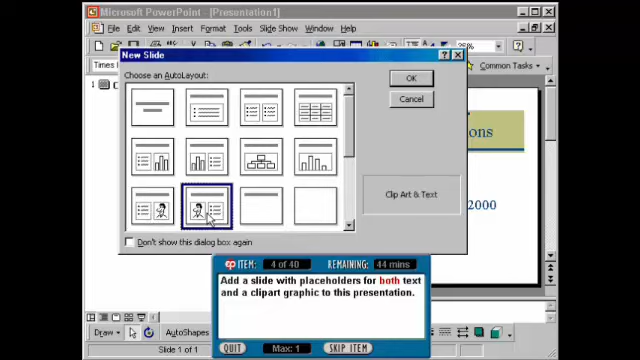 Microsoft PowerPoint - [Presentation1]
File Edit View Insert Format Tools Slide Show Window Help
Times
Common Tasks
New Slide
Choose an AutoLayout:
OK
Cancel
Clip Art & Text
Don't show this dialog box again
ons
2000
ep ITEM: 4 of 40 REMAINING: 44 mins
Add a slide with placeholders for both text
and a clipart graphic to this presentation.
QUIT Max: 1 SKIP ITEM
Draw AutoShapes
Slide 1 of 1